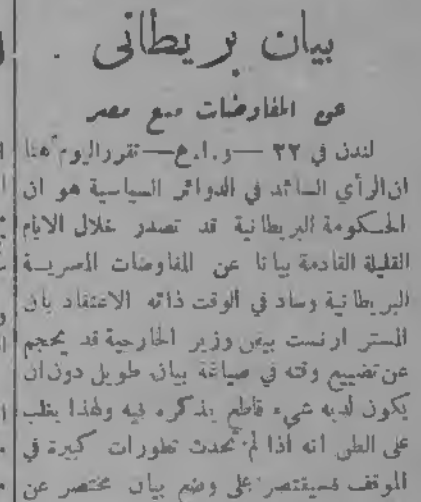 بيان بريطانى
عن المفاوضات مع مصر
لندن في ٢٢ — و.ا.ع — تقرر اليوم هنا
ان الرأي السائد في الدوائر السياسية هو ان
الحكومة البريطانية قد تصدر خلال الايام
القليلة القادمة بيانا عن المفاوضات المصرية
البريطانية وساد في الوقت ذاته الاعتقاد بان
المستر ارنست بيفن وزير الخارجية قد يحجم
عن تضييع وقته في صياغة بيان طويل دون ان
يكون لديه شيء قاطع يذكره فيه ولهذا يغلب
على الظن انه اذا لم تحدث تطورات كبيرة في
الموقف فسيقتصر على وضع بيان مختصر عن